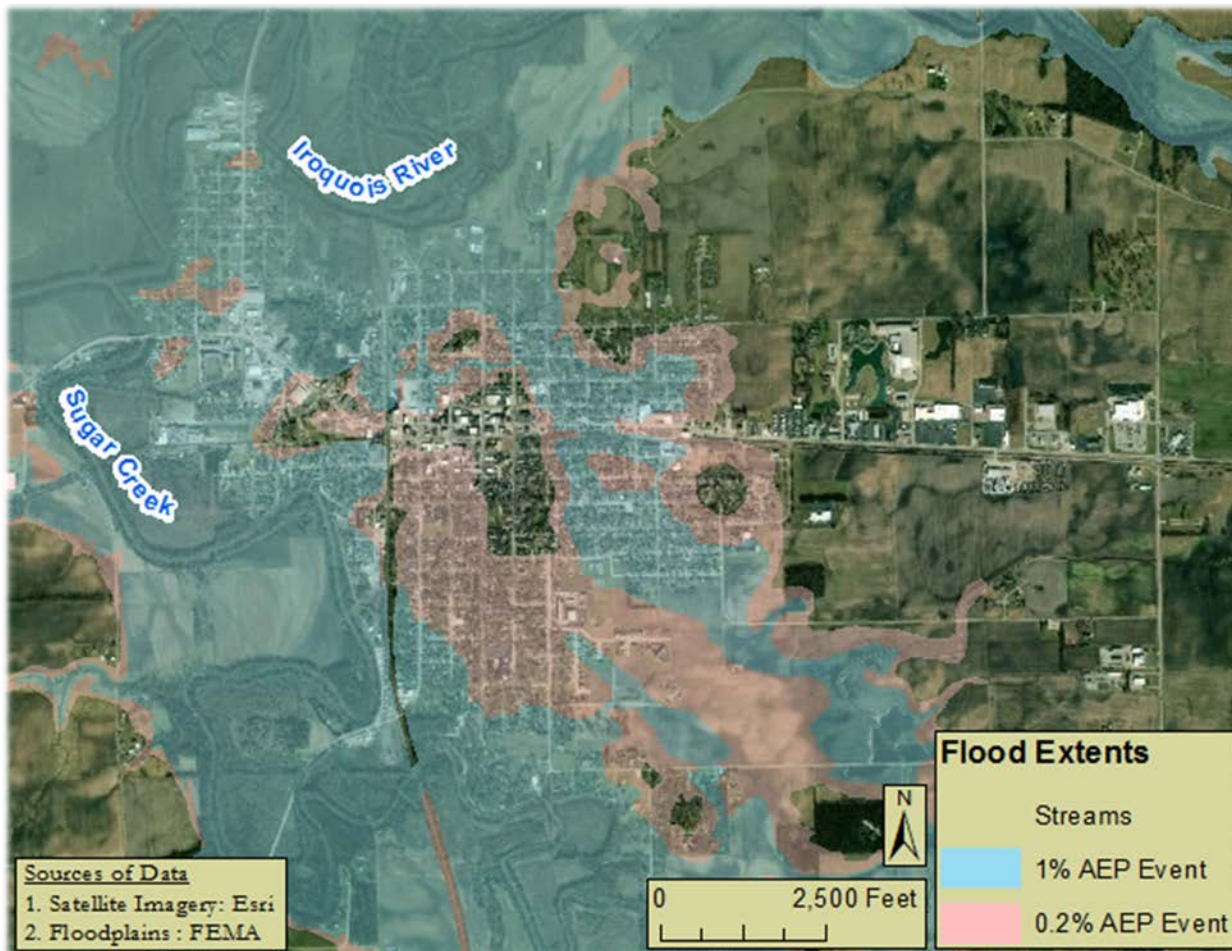 Iroquois River
Sugar Creek
Flood Extents
Streams
1% AEP Event
0.2% AEP Event
N
0 2,500 Feet
Sources of Data
1. Satellite Imagery: Esri
2. Floodplains : FEMA